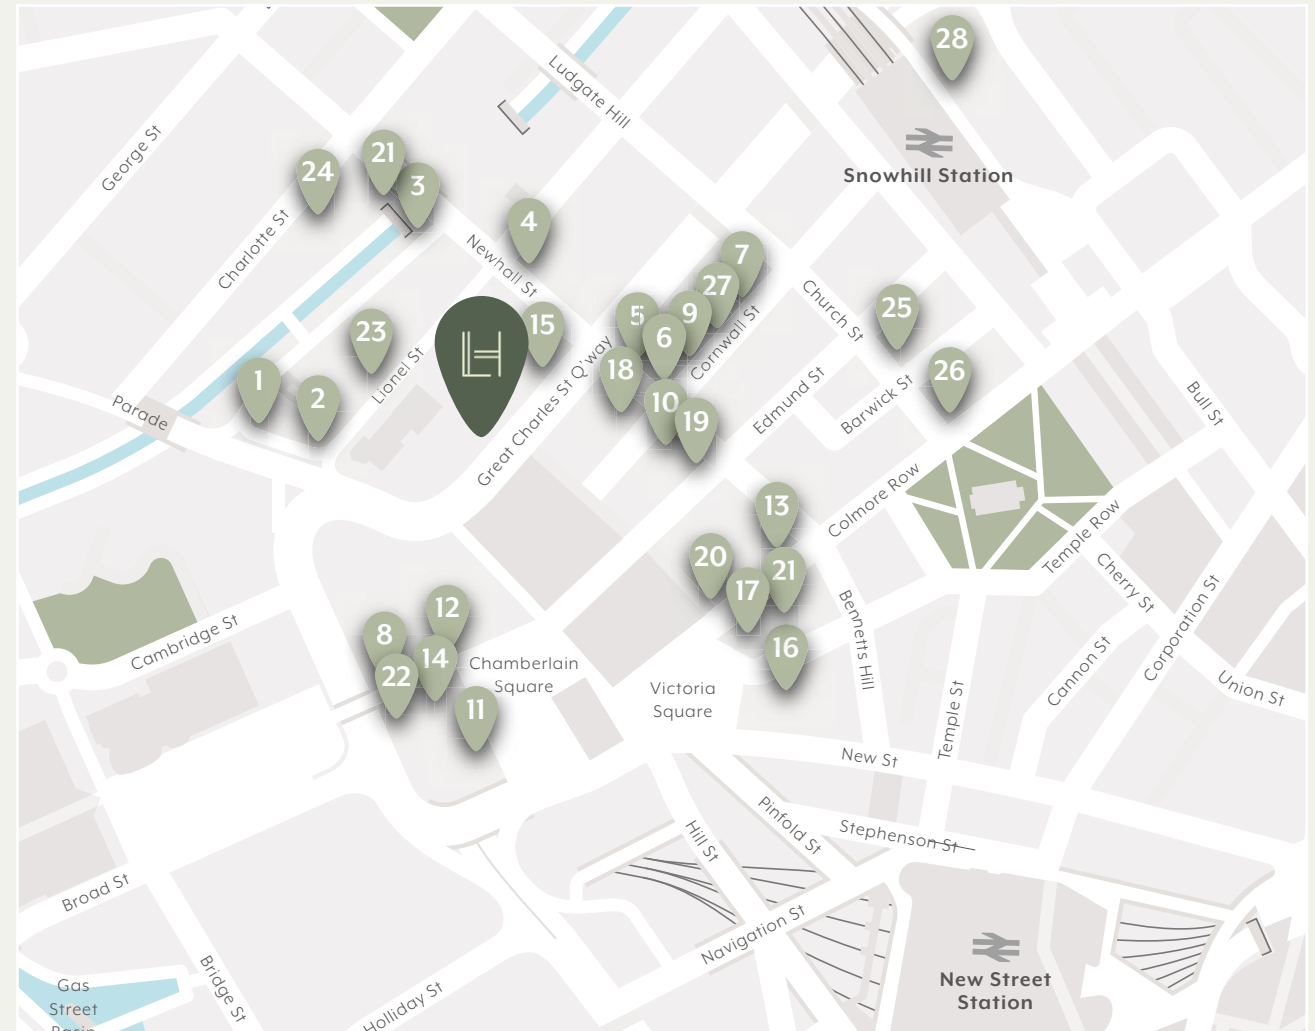 28
Ludgate Hill
George St
21
24
3
Snowhill Station
4
Charlotte St
Newhall St
7
27
Church St
25
5
9
15
6
23
LH
Cornwall St
18
26
1
2
Lionel St
Great Charles St Q'way
10
19
Edmund St
Barwick St
Bull St
Parade
Colmore Row
13
20
21
17
Temple Row
Cherry St
12
8
14
22
11
Cambridge St
Chamberlain
Square
16
Bennetts Hill
Victoria
Square
Temple St
Cannon St
Corporation St
Union St
New St
Pinfold St
Stephenson St
Hill St
Broad St
Navigation St
Bridge St
Holliday St
New Street
Station
Gas
Street
Basin